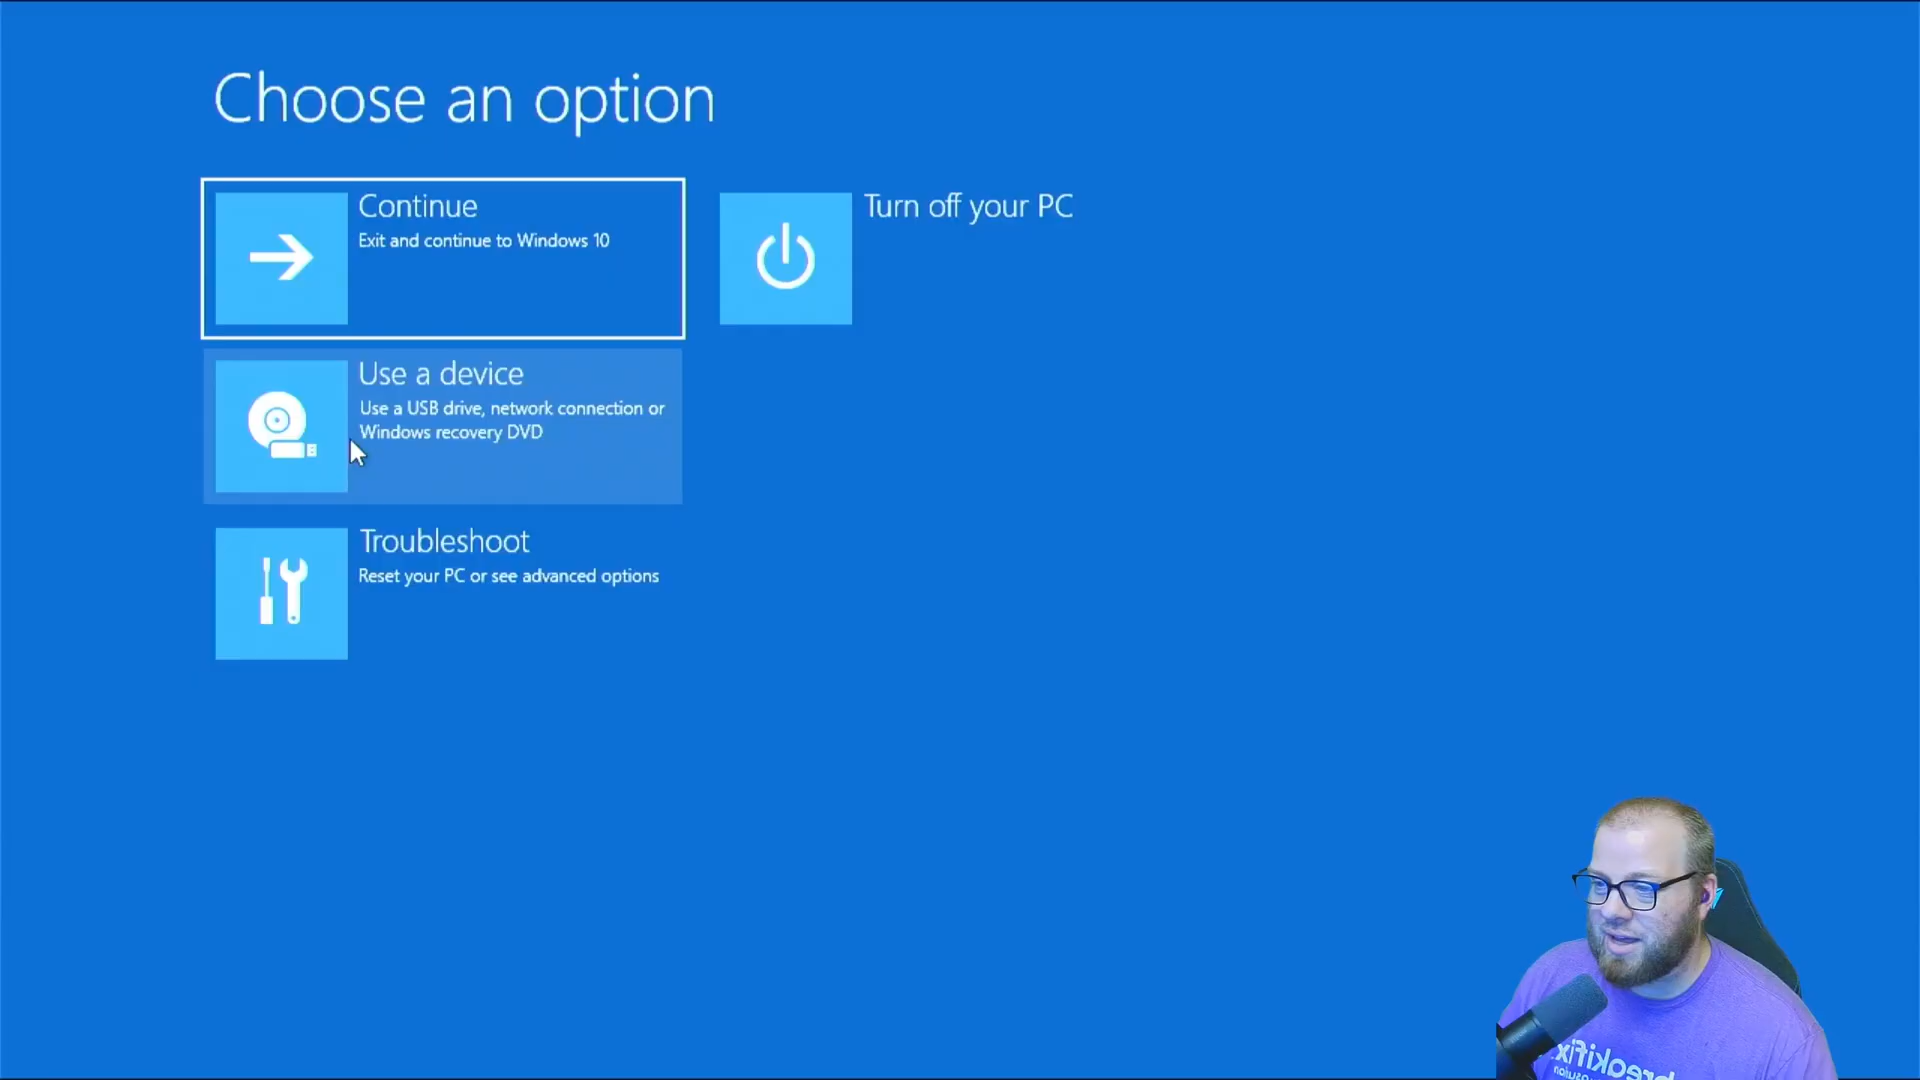 Choose an option
Continue
Exit and continue to Windows 10
Turn off your PC
Use a device
Use a USB drive, network connection or
Windows recovery DVD
Troubleshoot
Reset your PC or see advanced options